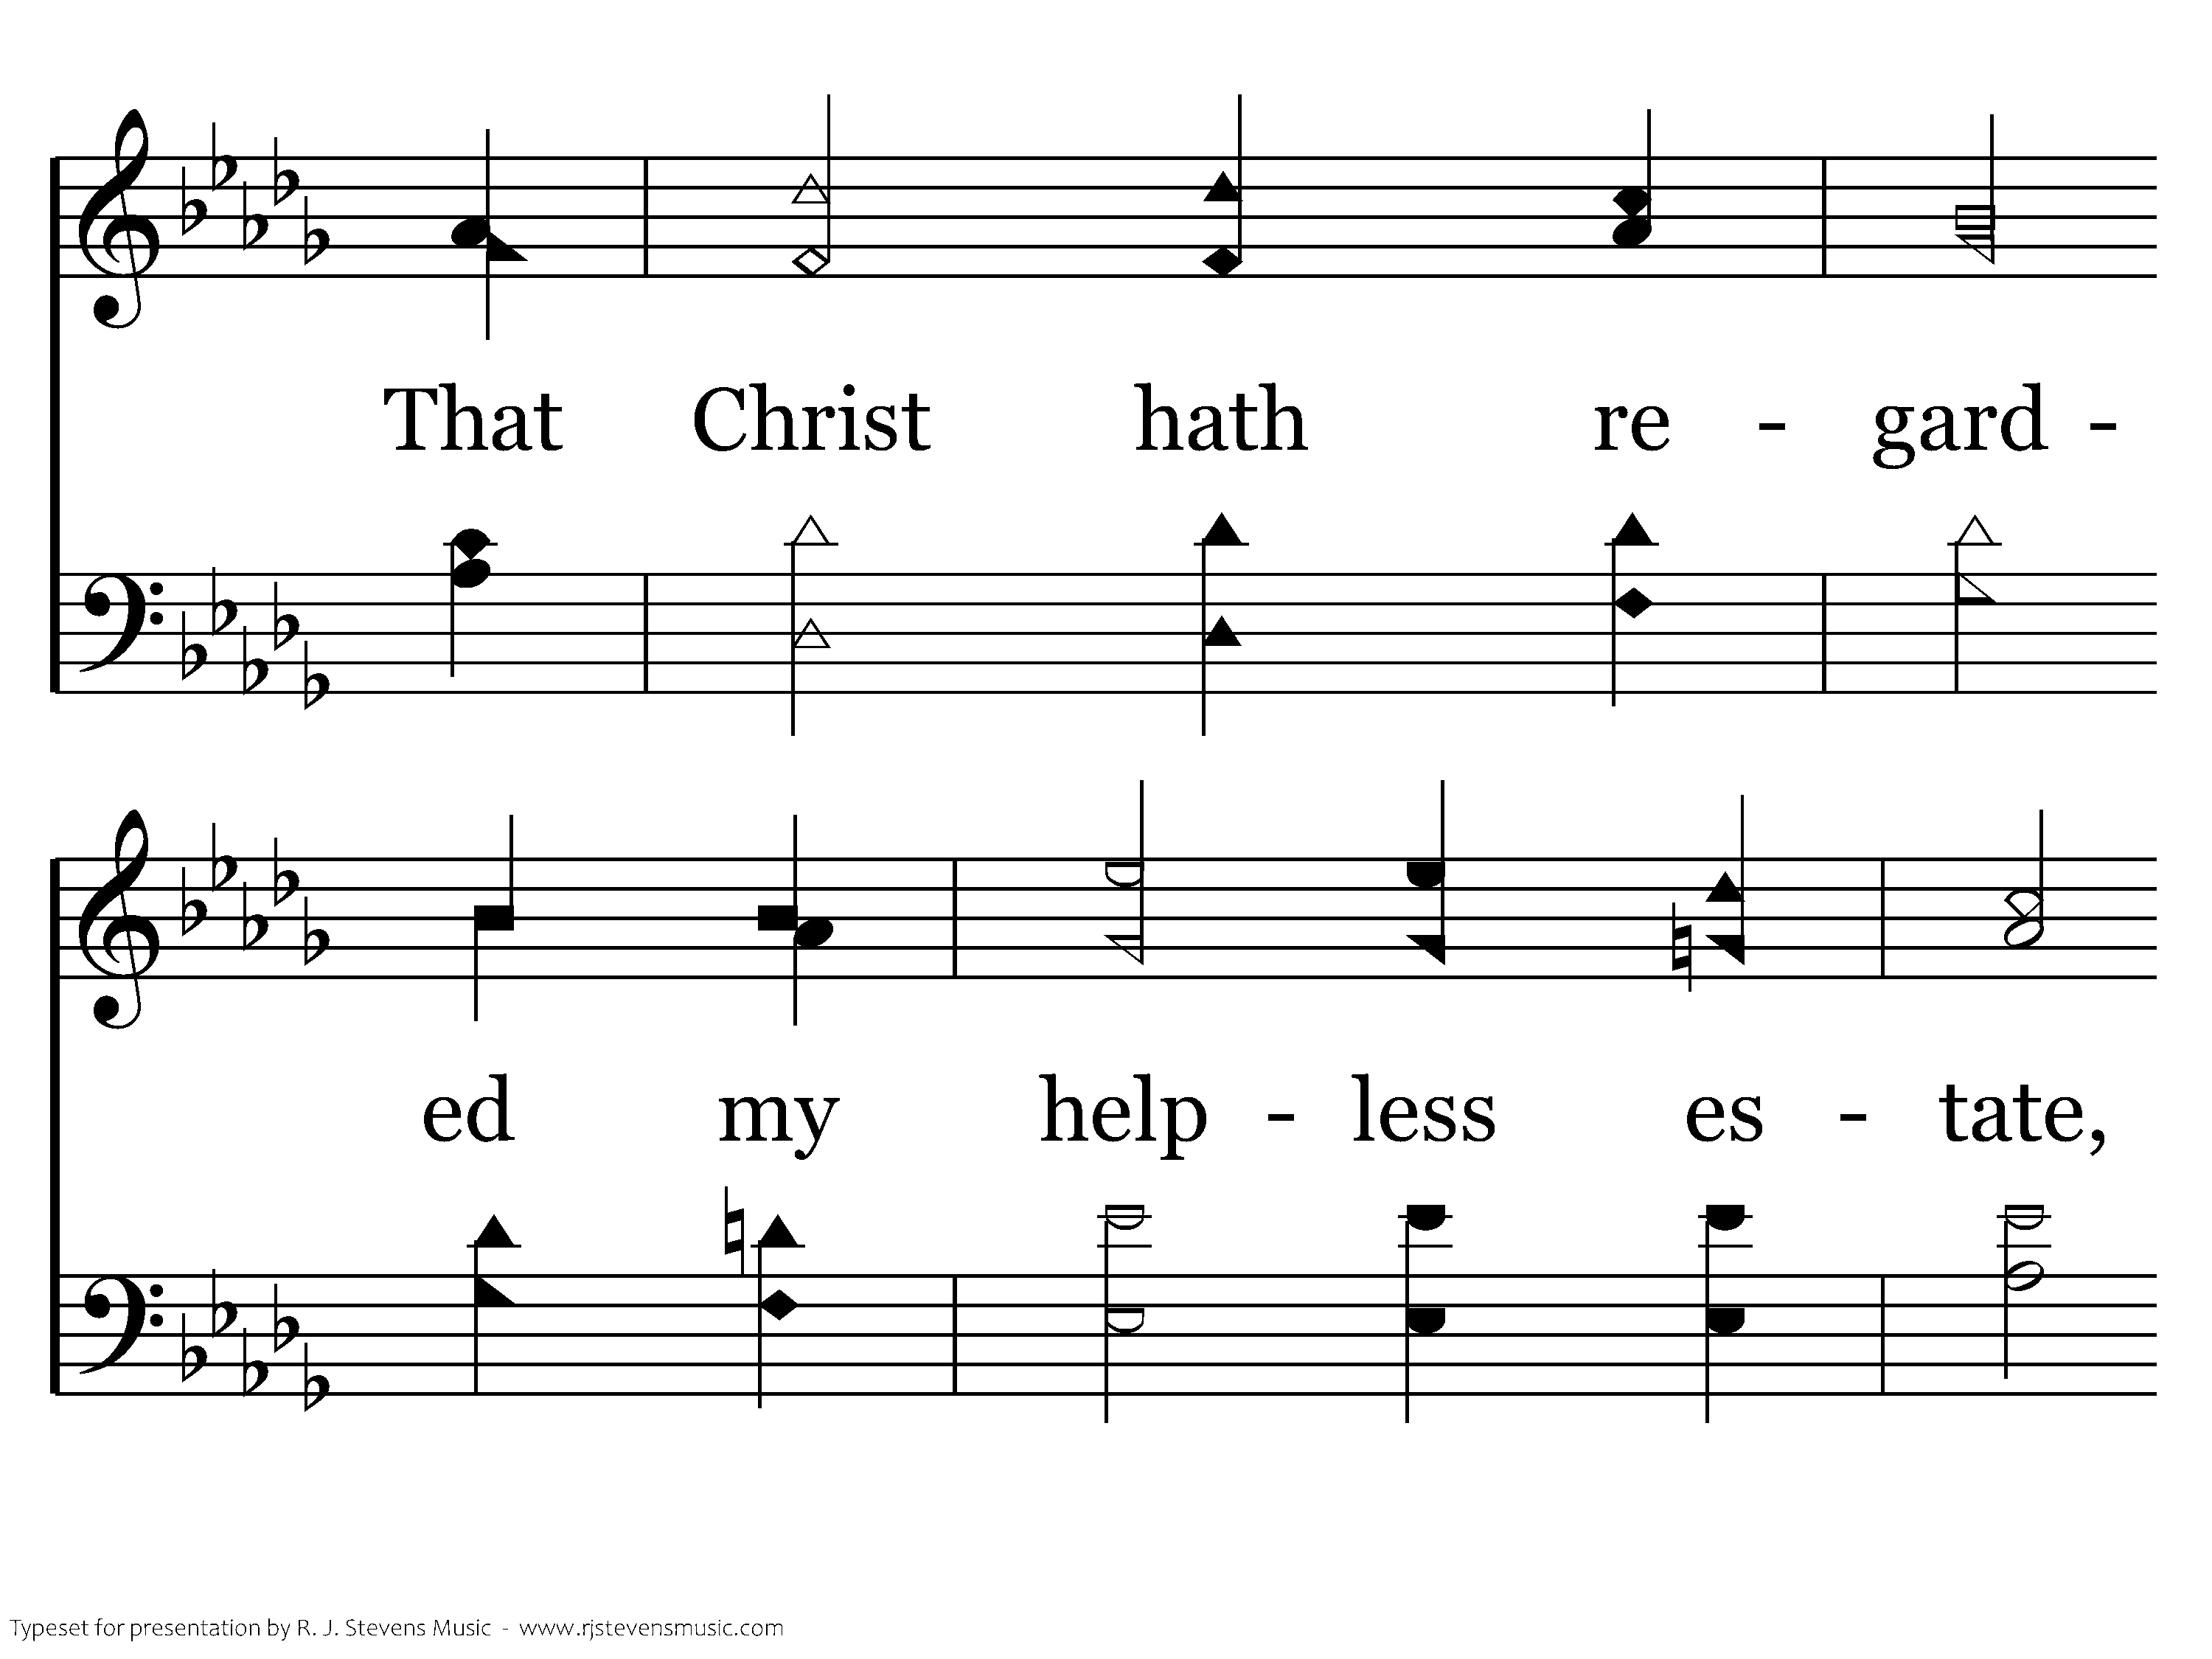 That Christ hath re - gard -
ed my help - less es - tate,
Typeset for presentation by R. J. Stevens Music - www.rjstevensmusic.com